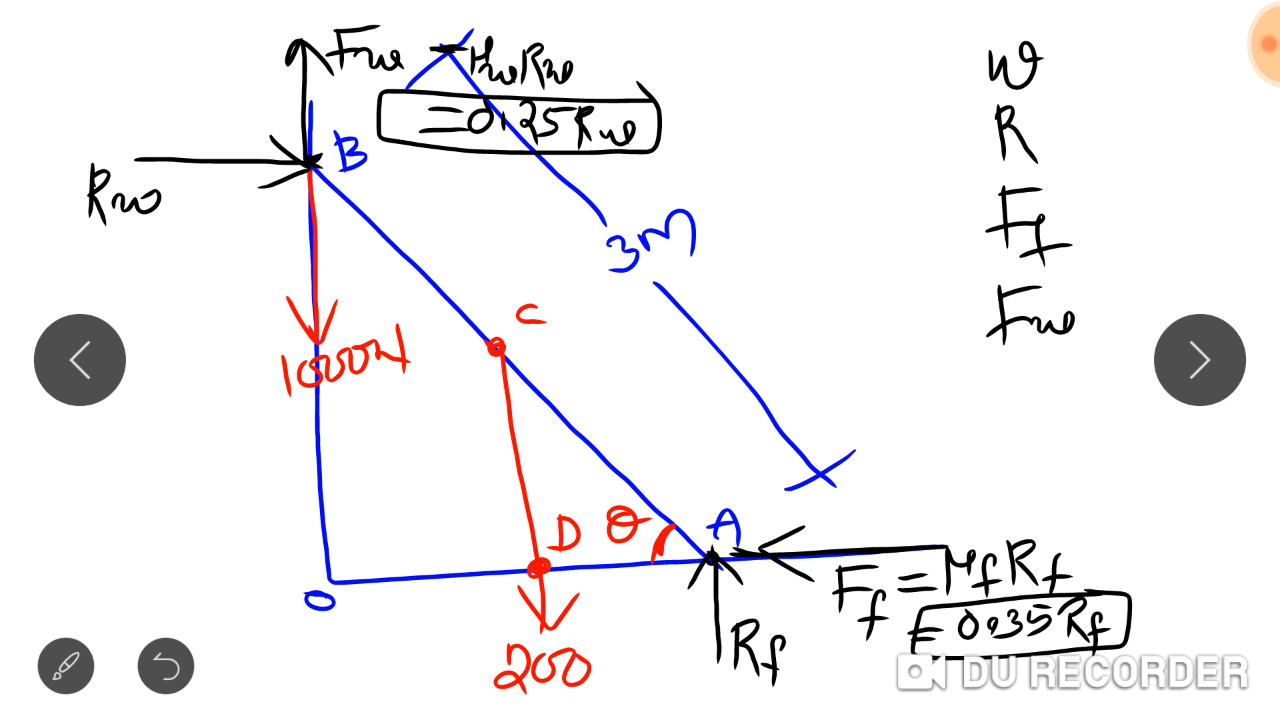 Fw μwRw
= 0.25Rw
B
Rw
3M
C
1000N
D θ A
O
Ff = μfRf
= 0.35Rf
200
Rf
W
R
Ff
Fw
DU RECORDER